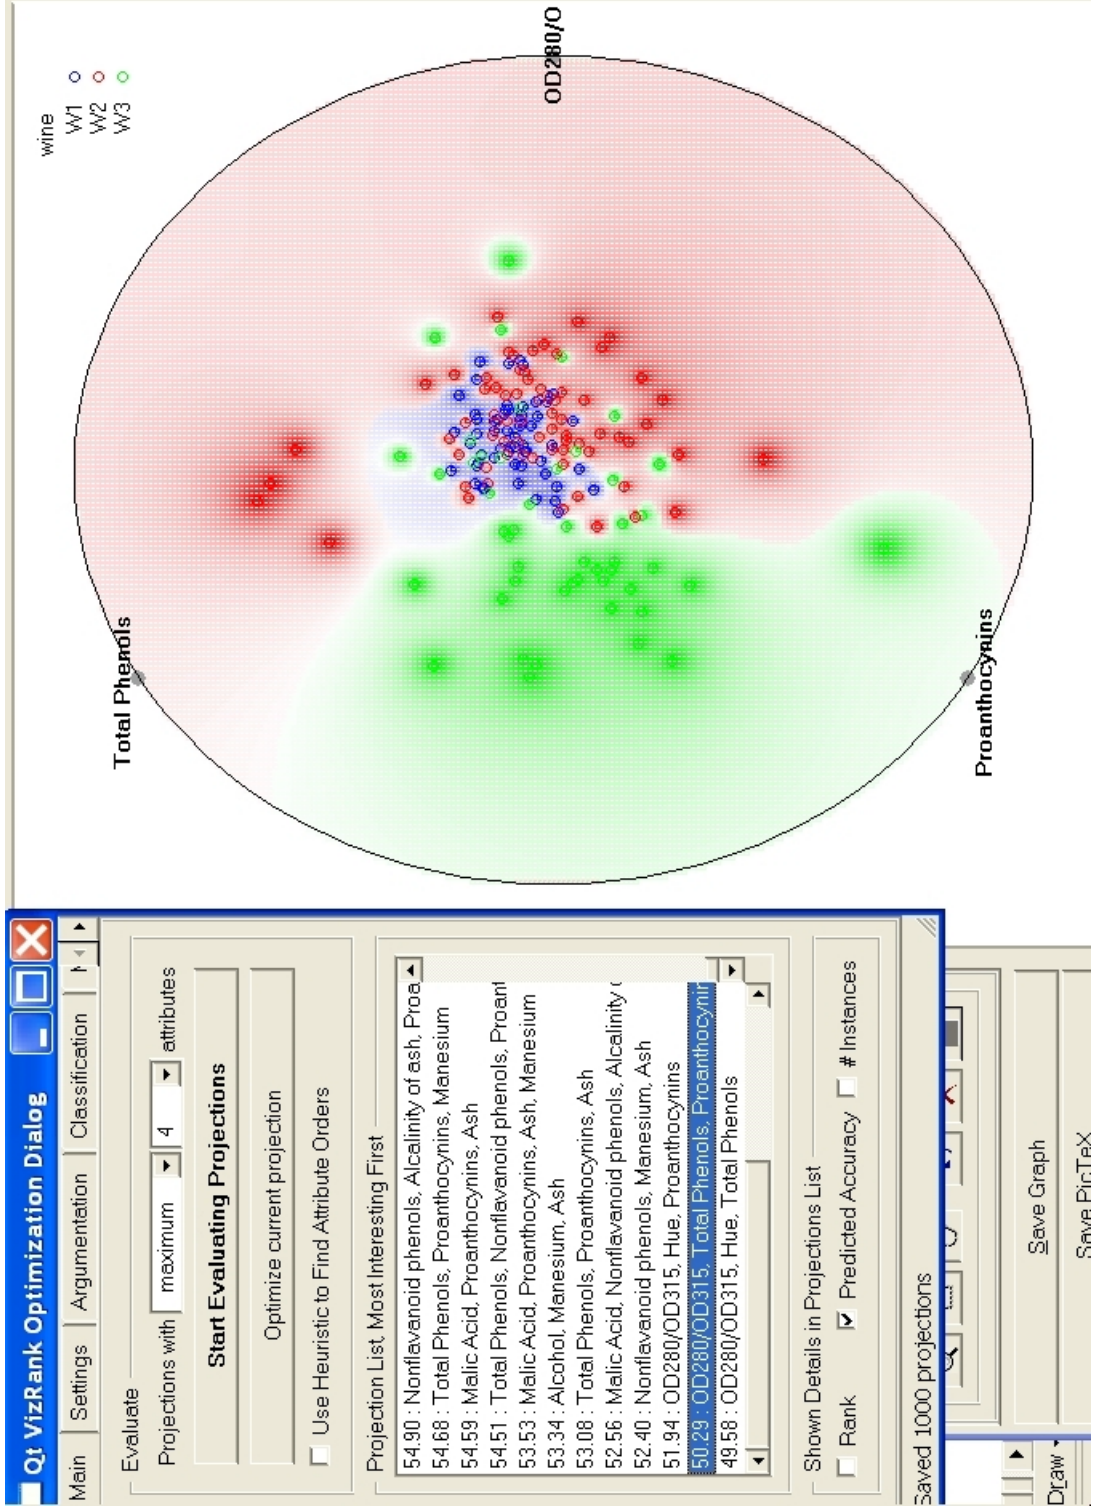 Qt VizRank Optimization Dialog
Main
Settings
Argumentation
Classification
Evaluate
Projections with
maximum
4
attributes
Start Evaluating Projections
Optimize current projection
Use Heuristic to Find Attribute Orders
Projection List Most Interesting First
54.90 : Nonflavanoid phenols, Alcalinity of ash, Proa
54.68 : Total Phenols, Proanthocynins, Manesium
54.59 : Malic Acid, Proanthocynins, Ash
54.51 : Total Phenols, Nonflavanoid phenols, Proant
53.53 : Malic Acid, Proanthocynins, Ash, Manesium
53.34 : Alcohol, Manesium, Ash
53.08 : Total Phenols, Proanthocynins, Ash
52.56 : Malic Acid, Nonflavanoid phenols, Alcalinity
52.40 : Nonflavanoid phenols, Manesium, Ash
51.94 : OD280/OD315, Hue, Proanthocynins
50.29 : OD280/OD315, Total Phenols, Proanthocynin
49.58 : OD280/OD315, Hue, Total Phenols
Shown Details in Projections List
Rank
Predicted Accuracy
# Instances
Saved 1000 projections
Save Graph
Save PicTeX
Draw
Total Phenols
Proanthocynins
OD280/O
wine
W1
W2
W3